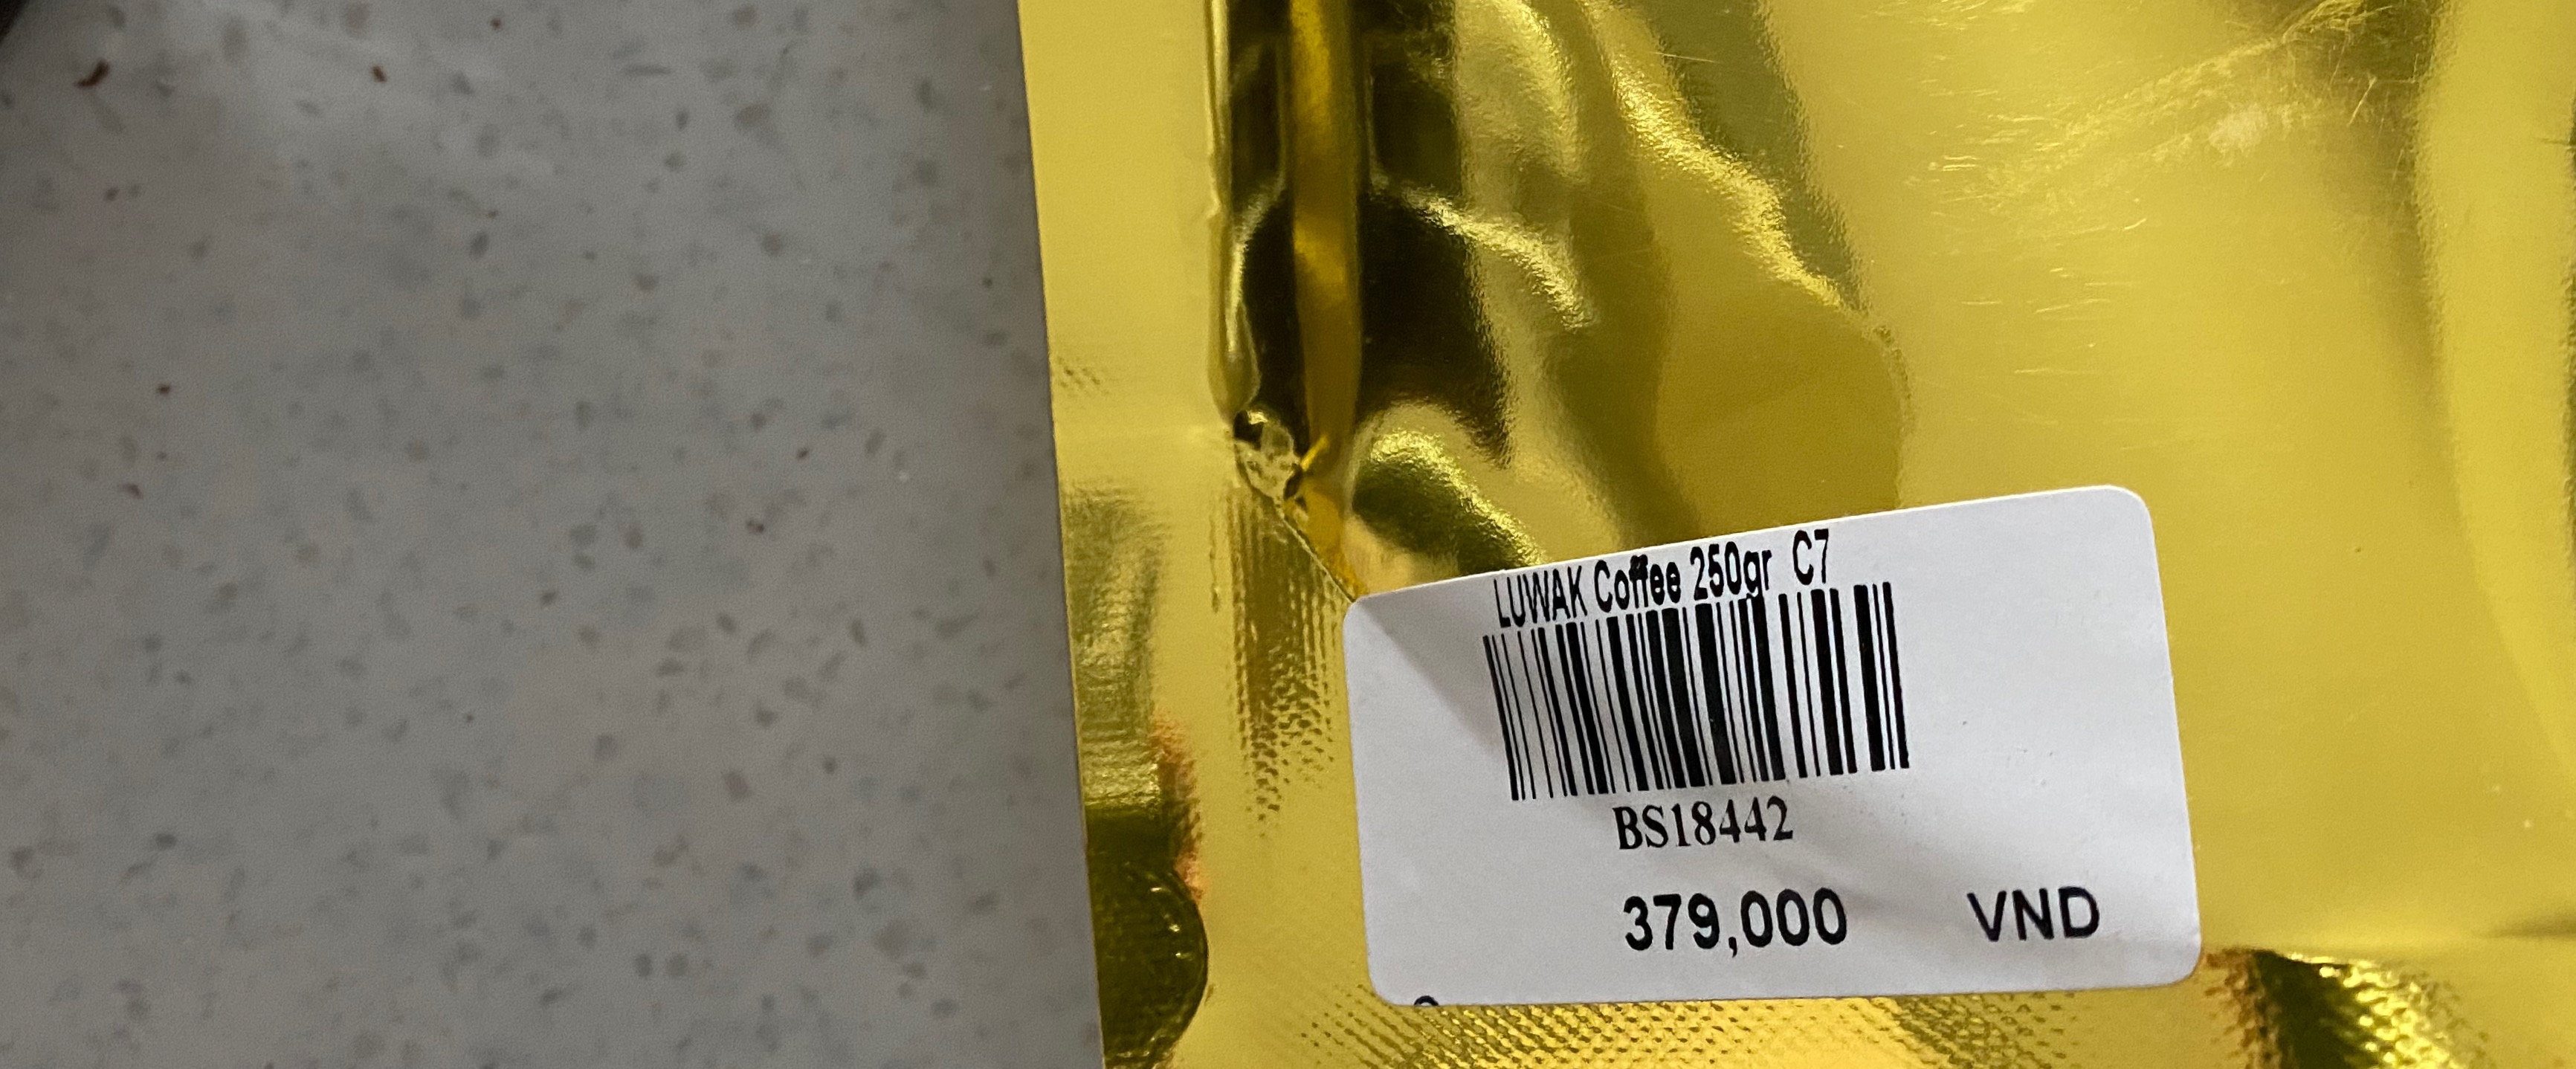 LUWAK Coffee 250gr C7
BS18442
379,000 VND